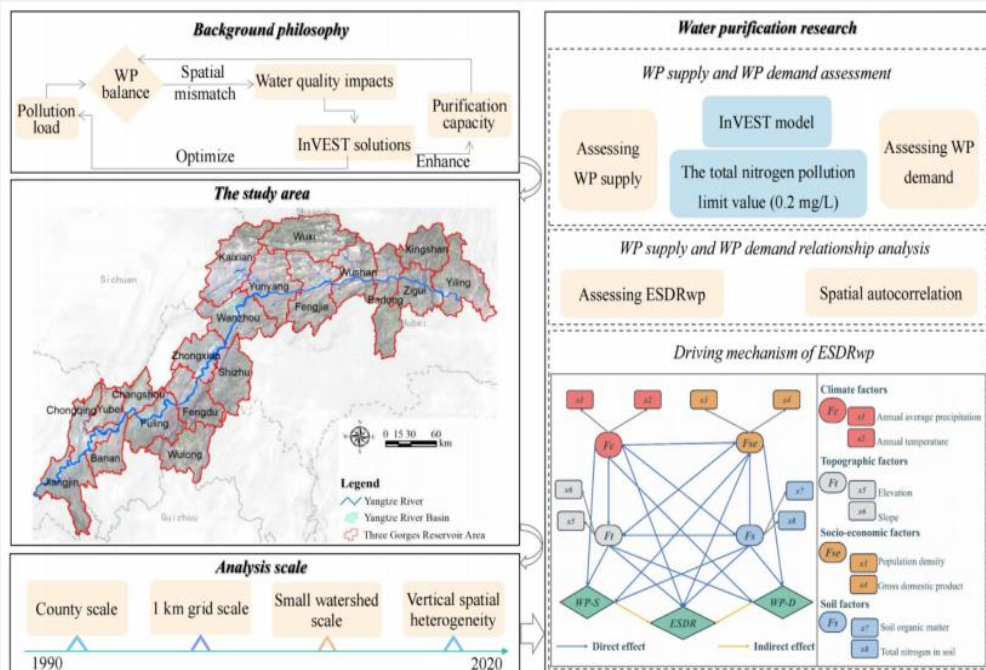 Background philosophy
WP
balance
Spatial
mismatch
Water quality impacts
Pollution
load
Purification
capacity
InVEST solutions
Optimize
Enhance
The study area
Wuxi
Kaixian
Xingshan
Sichuan
Wushan
Yunyang
Yiling
Zigui
Badong
Fengjie
Wanzhou
Hubei
Zhongxian
Shizhu
Changshou
Chongqing
Yubei
Fengdu
Fuling
Wulong
Banan
Jiangjin
Guizhou
0 15 30 60
km
Legend
Yangtze River
Yangtze River Basin
Three Gorges Reservoir Area
Analysis scale
County scale
1 km grid scale
Small watershed
scale
Vertical spatial
heterogeneity
1990
2020
Water purification research
WP supply and WP demand assessment
Assessing
WP supply
InVEST model
The total nitrogen pollution
limit value (0.2 mg/L)
Assessing WP
demand
WP supply and WP demand relationship analysis
Assessing ESDRwp
Spatial autocorrelation
Driving mechanism of ESDRwp
x1
x2
x3
x4
Fc
Fse
x6
x5
x7
x8
Ft
Fs
WP-S
ESDR
WP-D
Direct effect
Indirect effect
Climate factors
Fc
x1
Annual average precipitation
x2
Annual temperature
Topographic factors
Ft
x5
Elevation
x6
Slope
Socio-economic factors
Fse
x3
Population density
x4
Gross domestic product
Soil factors
Fs
x7
Soil organic matter
x8
Total nitrogen in soil